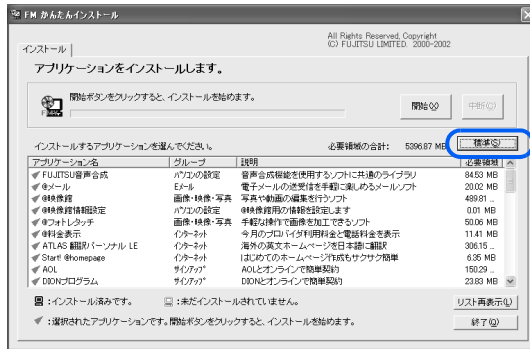 FM かんたんインストール
All Rights Reserved, Copyright
(C) FUJITSU LIMITED. 2000-2002
インストール
アプリケーションをインストールします。
開始ボタンをクリックすると、インストールを始めます。
開始(X)
中断(C)
インストールするアプリケーションを選んでください。
必要領域の合計: 5396.87 MB
標準(S)
アプリケーション名 グループ 説明 必要領域
FUJITSU音声合成 パソコンの設定 音声合成機能を使用するソフトに共通のライブラリ 84.53 MB
@メール Eメール 電子メールの送受信を手軽に楽しめるメールソフト 20.02 MB
@映像館 画像・映像・写真 写真や動画の編集を行うソフト 489.81 ...
@映像館情報設定 パソコンの設定 @映像館用の情報を設定します 0.01 MB
@フォトレタッチ 画像・映像・写真 手軽な操作で画像を加工できるソフト 50.06 MB
@料金表示 インターネット 今月のプロバイダ利用料金と電話料金を表示 11.41 MB
ATLAS 翻訳パーソナル LE インターネット 海外の英文ホームページを日本語に翻訳 306.15 ...
Start! @homepage インターネット はじめてのホームページ作成もサクサク簡単 6.35 MB
AOL サインアップ AOLとオンラインで簡単契約 150.29 ...
DIONプログラム サインアップ DIONとオンラインで簡単契約 23.83 MB
:インストール済みです。 :未だインストールされていません。
リスト再表示(L)
:選択されたアプリケーションです。開始ボタンをクリックすると、インストールを始めます。
終了(Q)